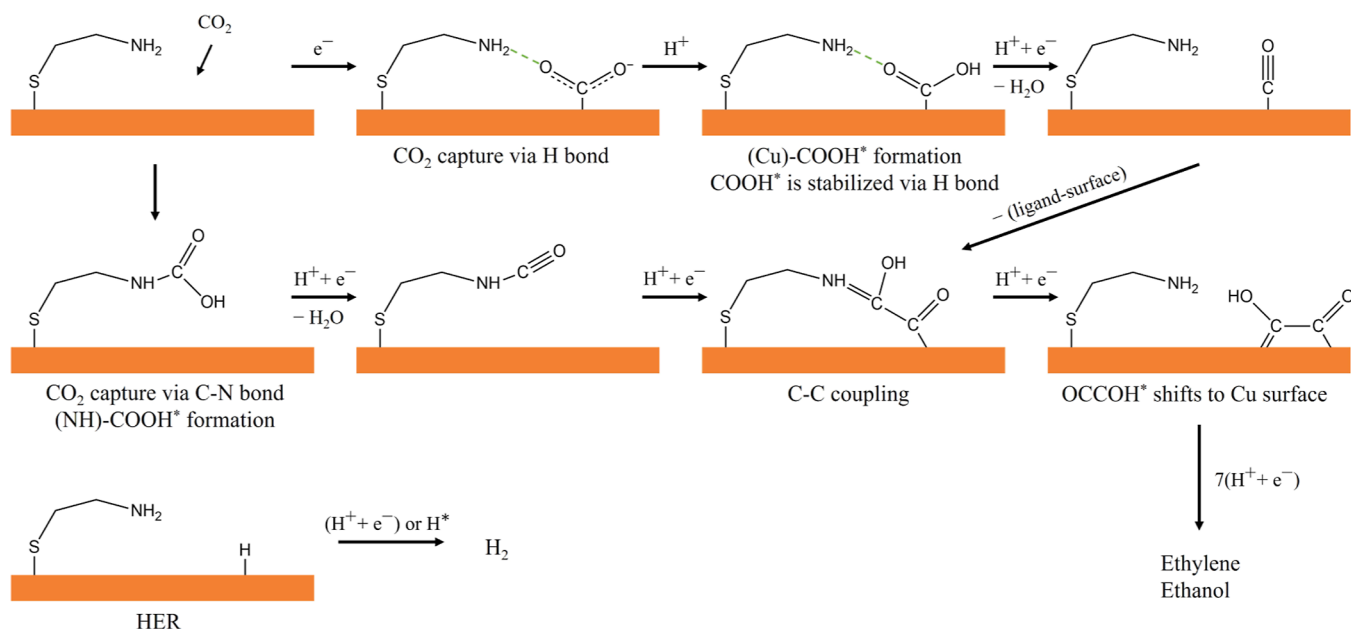 CO2
NH2
S
e−
NH2
O
O−
C
S
CO2 capture via H bond
H+
NH2
O
OH
C
S
(Cu)-COOH* formation
COOH* is stabilized via H bond
H+ + e−
− H2O
NH2
O
C
S
− (ligand-surface)
O
NH
C
OH
S
CO2 capture via C-N bond
(NH)-COOH* formation
H+ + e−
− H2O
NH
C
O
S
H+ + e−
NH
OH
C
O
C
S
C-C coupling
H+ + e−
NH2
HO
O
C
C
S
OCCOH* shifts to Cu surface
7(H+ + e−)
Ethylene
Ethanol
NH2
S
H
HER
(H+ + e−) or H*
H2